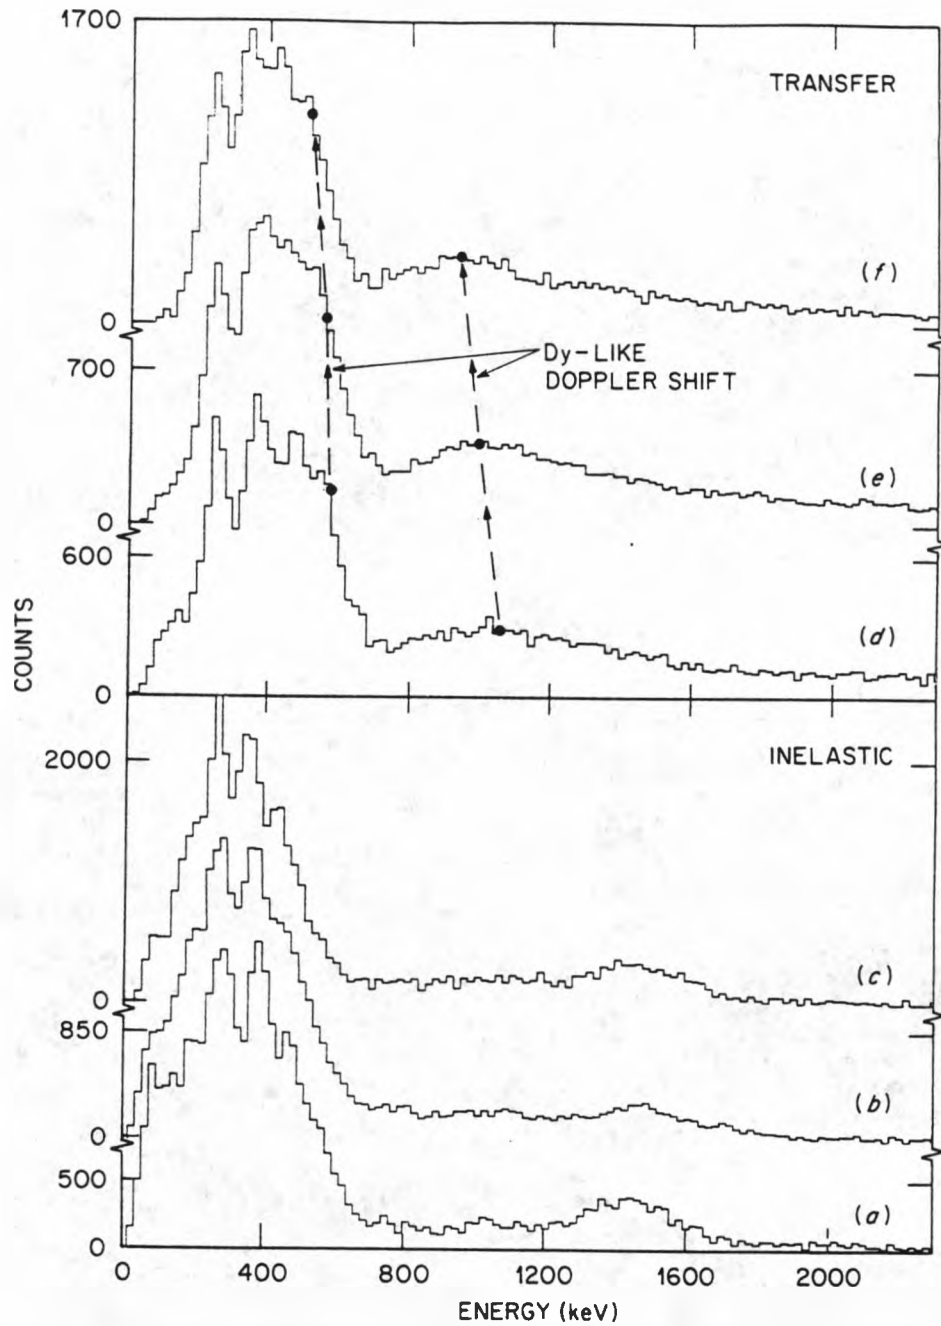 1700
TRANSFER
(f)
0
700
Dy-LIKE
DOPPLER SHIFT
(e)
0
600
(d)
0
COUNTS
2000
INELASTIC
(c)
0
850
(b)
0
500
(a)
0
0 400 800 1200 1600 2000
ENERGY (keV)